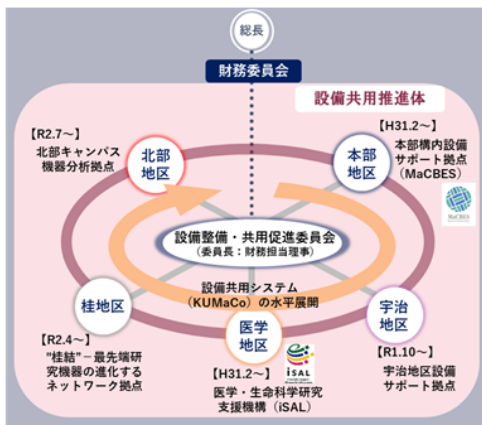 総長
財務委員会
設備共用推進体
【R2.7~】
北部キャンパス
機器分析拠点
北部
地区
本部
地区
【H31.2~】
本部構内設備
サポート拠点
(MaCBES)
MaCBES
設備整備・共用促進委員会
(委員長:財務担当理事)
設備共用システム
(KUMaCo)の水平展開
桂地区
【R2.4~】
"桂結"-最先端研
究機器の進化する
ネットワーク拠点
医学
地区
【H31.2~】
医学・生命科学研究
支援機構(iSAL)
iSAL
宇治
地区
【R1.10~】
宇治地区設備
サポート拠点